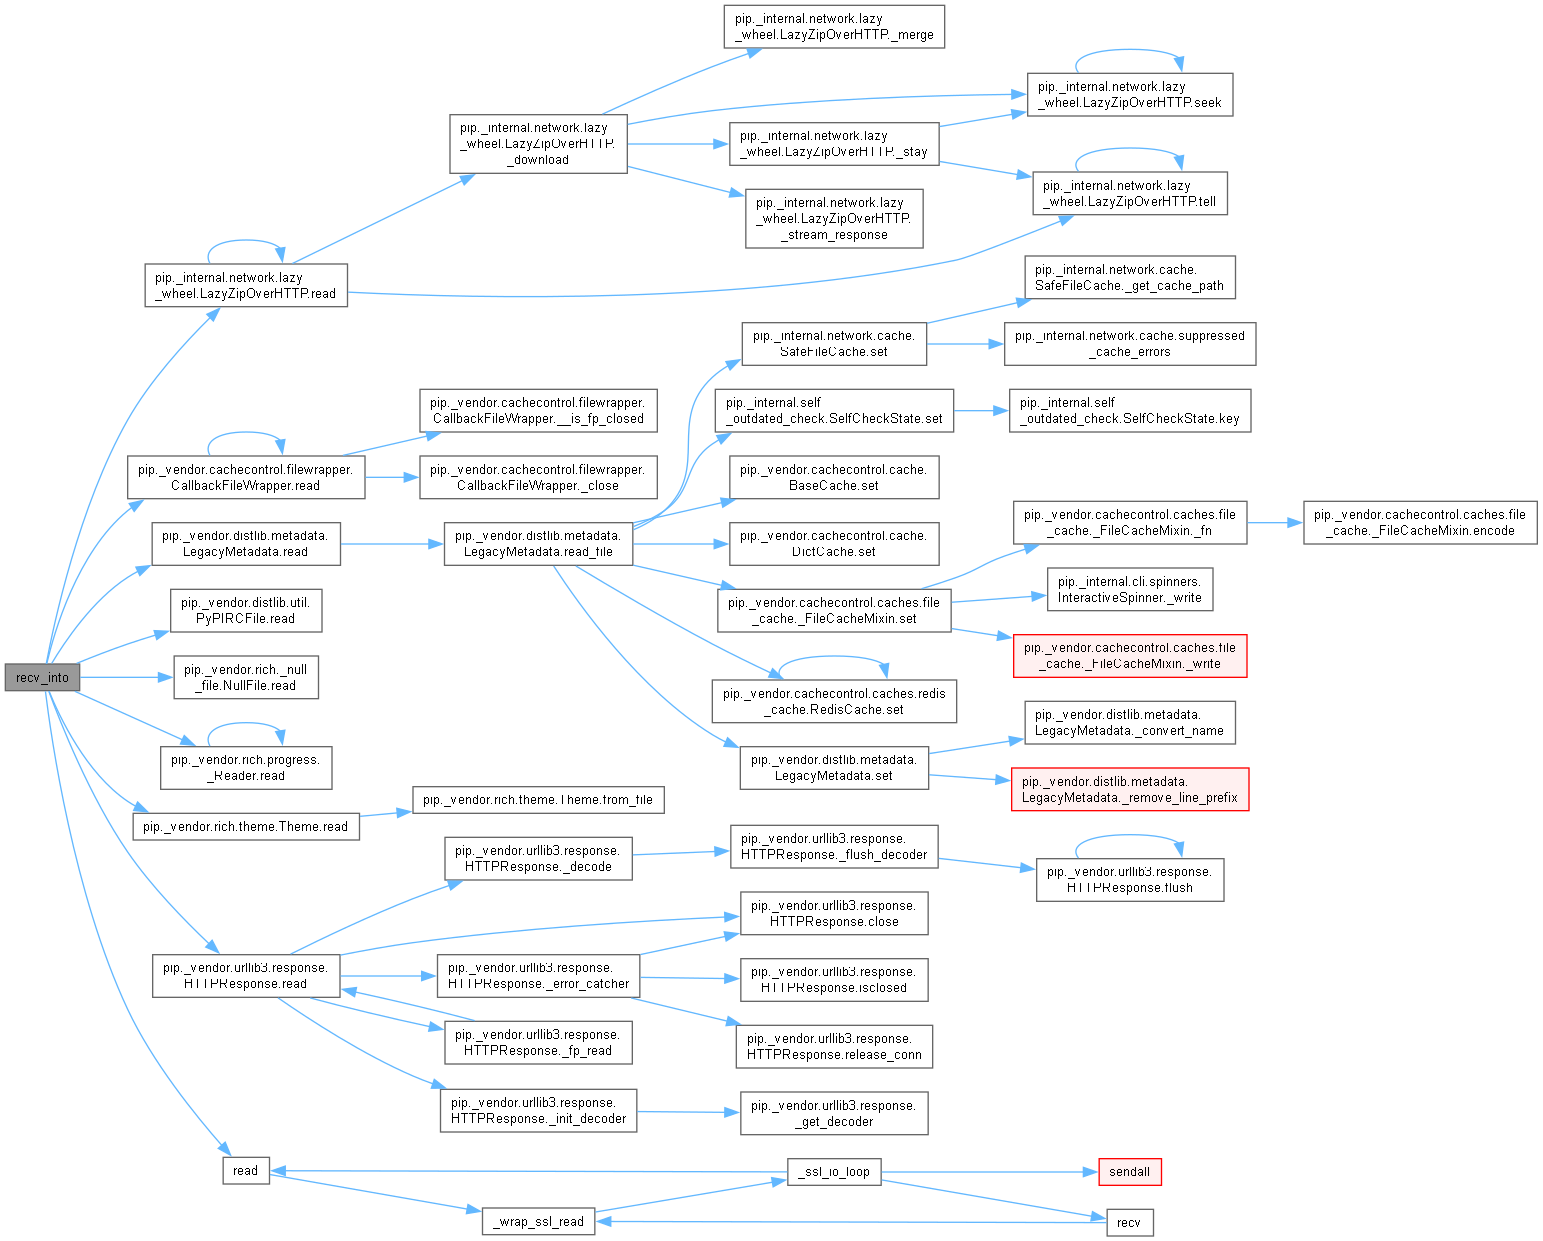 pip._internal.network.lazy
_wheel.LazyZipOverHTTP._merge
pip._internal.network.lazy
_wheel.LazyZipOverHTTP.seek
pip._internal.network.lazy
_wheel.LazyZipOverHTTP.
_download
pip._internal.network.lazy
_wheel.LazyZipOverHTTP._stay
pip._internal.network.lazy
_wheel.LazyZipOverHTTP.tell
pip._internal.network.lazy
_wheel.LazyZipOverHTTP.
_stream_response
pip._internal.network.lazy
_wheel.LazyZipOverHTTP.read
pip._internal.network.cache.
SafeFileCache._get_cache_path
pip._internal.network.cache.
SafeFileCache.set
pip._internal.network.cache.suppressed
_cache_errors
pip._vendor.cachecontrol.filewrapper.
CallbackFileWrapper.__is_fp_closed
pip._internal.self
_outdated_check.SelfCheckState.set
pip._internal.self
_outdated_check.SelfCheckState.key
pip._vendor.cachecontrol.filewrapper.
CallbackFileWrapper.read
pip._vendor.cachecontrol.filewrapper.
CallbackFileWrapper._close
pip._vendor.cachecontrol.cache.
BaseCache.set
pip._vendor.distlib.metadata.
LegacyMetadata.read
pip._vendor.distlib.metadata.
LegacyMetadata.read_file
pip._vendor.cachecontrol.cache.
DictCache.set
pip._vendor.cachecontrol.caches.file
_cache._FileCacheMixin._fn
pip._vendor.cachecontrol.caches.file
_cache._FileCacheMixin.encode
pip._vendor.distlib.util.
PyPIRCFile.read
pip._vendor.cachecontrol.caches.file
_cache._FileCacheMixin.set
pip._internal.cli.spinners.
InteractiveSpinner._write
pip._vendor.cachecontrol.caches.file
_cache._FileCacheMixin._write
recv_into
pip._vendor.rich._null
_file.NullFile.read
pip._vendor.cachecontrol.caches.redis
_cache.RedisCache.set
pip._vendor.distlib.metadata.
LegacyMetadata._convert_name
pip._vendor.rich.progress.
_Reader.read
pip._vendor.distlib.metadata.
LegacyMetadata.set
pip._vendor.distlib.metadata.
LegacyMetadata._remove_line_prefix
pip._vendor.rich.theme.Theme.read
pip._vendor.rich.theme.Theme.from_file
pip._vendor.urllib3.response.
HTTPResponse._decode
pip._vendor.urllib3.response.
HTTPResponse._flush_decoder
pip._vendor.urllib3.response.
HTTPResponse.flush
pip._vendor.urllib3.response.
HTTPResponse.close
pip._vendor.urllib3.response.
HTTPResponse.read
pip._vendor.urllib3.response.
HTTPResponse._error_catcher
pip._vendor.urllib3.response.
HTTPResponse.isclosed
pip._vendor.urllib3.response.
HTTPResponse._fp_read
pip._vendor.urllib3.response.
HTTPResponse.release_conn
pip._vendor.urllib3.response.
HTTPResponse._init_decoder
pip._vendor.urllib3.response.
_get_decoder
read
_ssl_io_loop
sendall
_wrap_ssl_read
recv